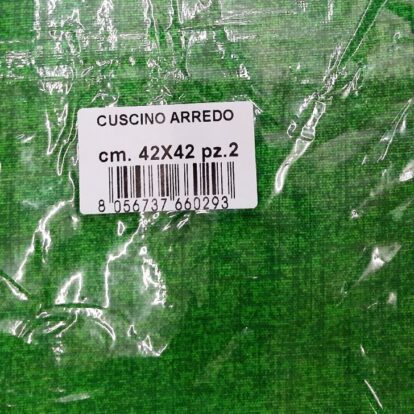 CUSCINO ARREDO
cm. 42X42 pz.2
8 056737 660293